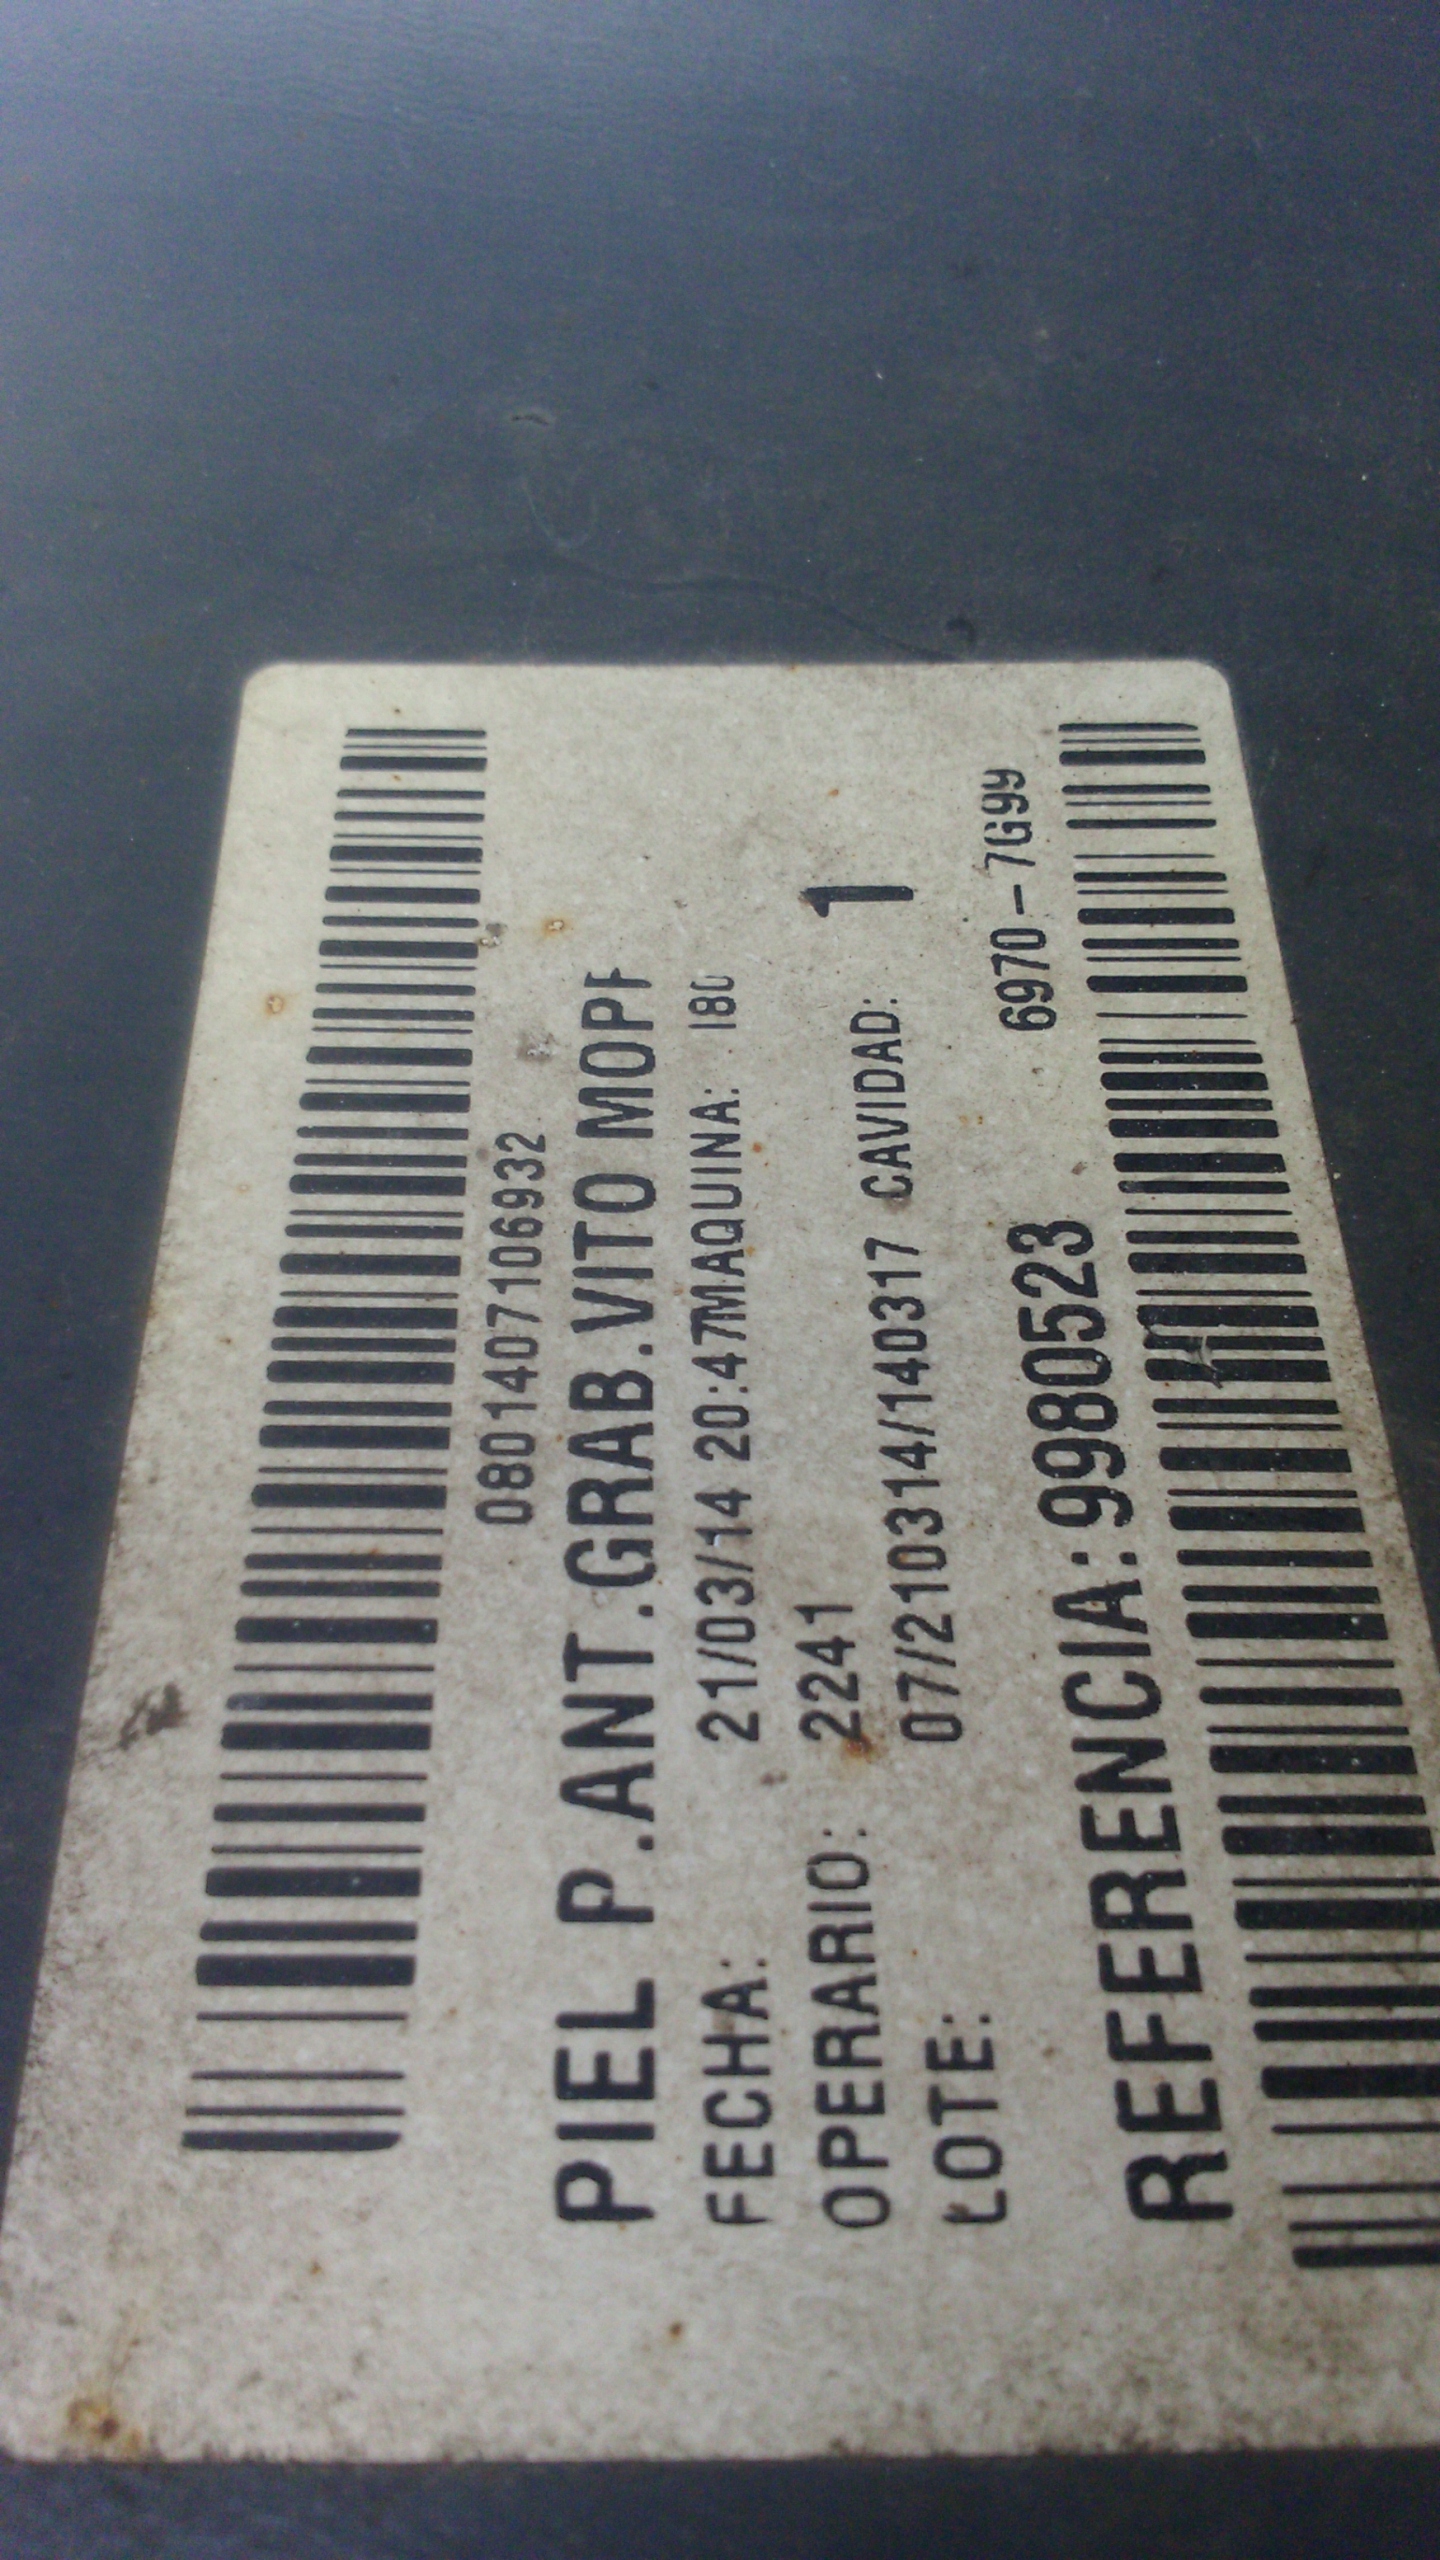 0801407106932
PIEL P.ANT.GRAB.VITO MOPF
FECHA: 21/03/14 20:47MAQUINA: 180
OPERARIO: 2241 1
LOTE: 07/210314/140317 CAVIDAD:
6970-7G99
REFERENCIA: 9980523